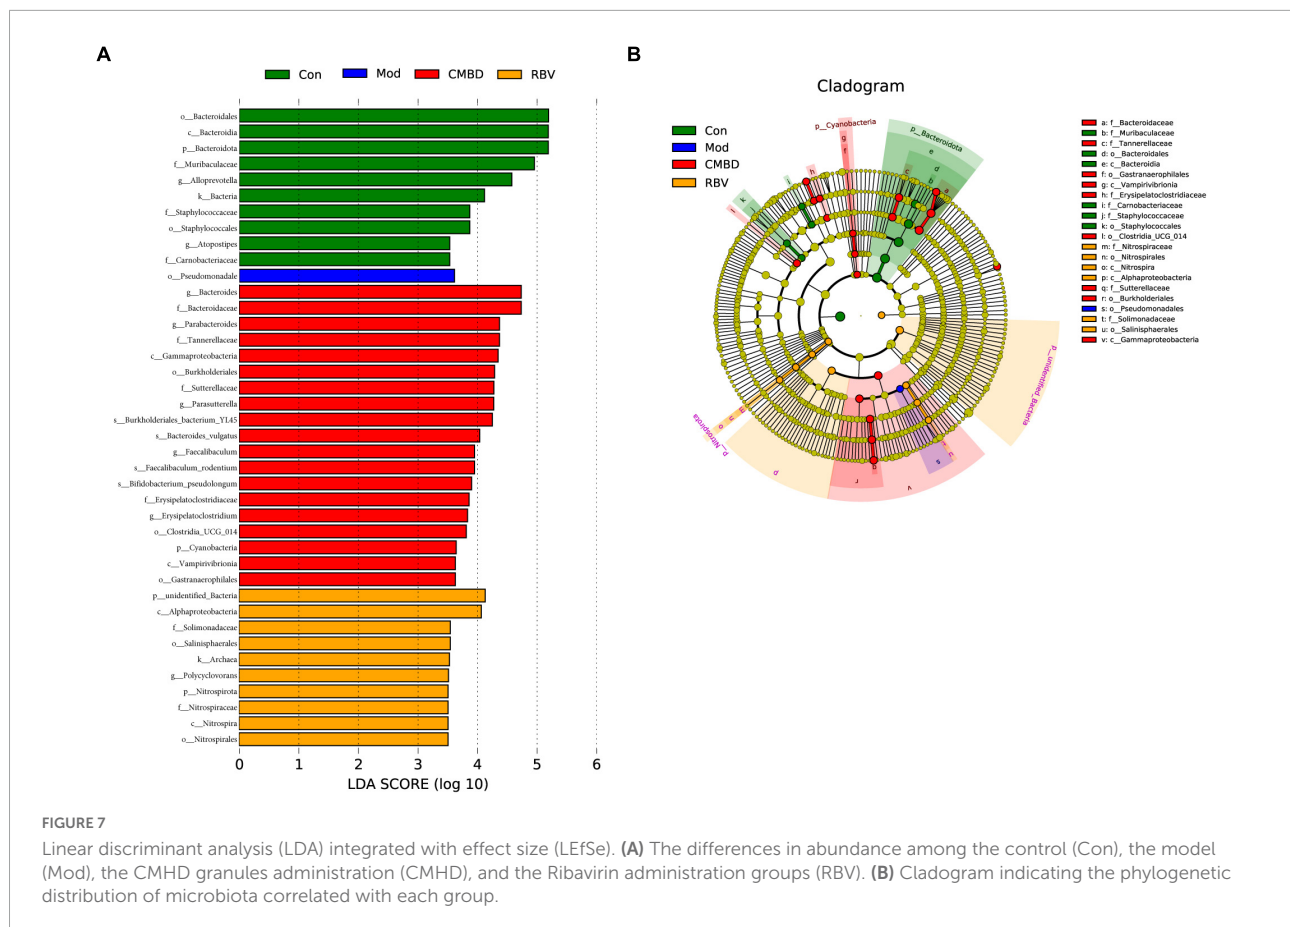 A
Con
Mod
CMBD
RBV
o__Bacteroidales
c__Bacteroidia
p__Bacteroidota
f__Muribaculaceae
g__Alloprevotella
k__Bacteria
f__Staphylococcaceae
o__Staphylococcales
g__Atopostipes
f__Carnobacteriaceae
o__Pseudomonadale
g__Bacteroides
f__Bacteroidaceae
g__Parabacteroides
f__Tannerellaceae
c__Gammaproteobacteria
o__Burkholderiales
f__Sutterellaceae
g__Parasutterella
s__Burkholderiales_bacterium_YL45
s__Bacteroides_vulgatus
g__Faecalibaculum
s__Faecalibaculum_rodentium
s__Bifidobacterium_pseudolongum
f__Erysipelatoclostridiaceae
g__Erysipelatoclostridium
o__Clostridia_UCG_014
p__Cyanobacteria
c__Vampirivibrionia
o__Gastranaerophilales
p__unidentified_Bacteria
c__Alphaproteobacteria
f__Solimonadaceae
o__Salinisphaerales
k__Archaea
g__Polycyclovorans
p__Nitrospirota
f__Nitrospiraceae
c__Nitrospira
o__Nitrospirales
0 1 2 3 4 5 6
LDA SCORE (log 10)
B
Cladogram
Con
Mod
CMBD
RBV
p__Cyanobacteria
g
f
p__Bacteroidota
e
d
c
b
a
h
i
k
j
l
p__Nitrospirota
o
n
m
p
r
q
v
s
u
t
p__unidentified_Bacteria
a: f__Bacteroidaceae
b: f__Muribaculaceae
c: f__Tannerellaceae
d: o__Bacteroidales
e: c__Bacteroidia
f: o__Gastranaerophilales
g: c__Vampirivibrionia
h: f__Erysipelatoclostridiaceae
i: f__Carnobacteriaceae
j: f__Staphylococcaceae
k: o__Staphylococcales
l: o__Clostridia_UCG_014
m: f__Nitrospiraceae
n: o__Nitrospirales
o: c__Nitrospira
p: c__Alphaproteobacteria
q: f__Sutterellaceae
r: o__Burkholderiales
s: o__Pseudomonadales
t: f__Solimonadaceae
u: o__Salinisphaerales
v: c__Gammaproteobacteria
FIGURE 7
Linear discriminant analysis (LDA) integrated with effect size (LEfSe). (A) The differences in abundance among the control (Con), the model
(Mod), the CMHD granules administration (CMHD), and the Ribavirin administration groups (RBV). (B) Cladogram indicating the phylogenetic
distribution of microbiota correlated with each group.